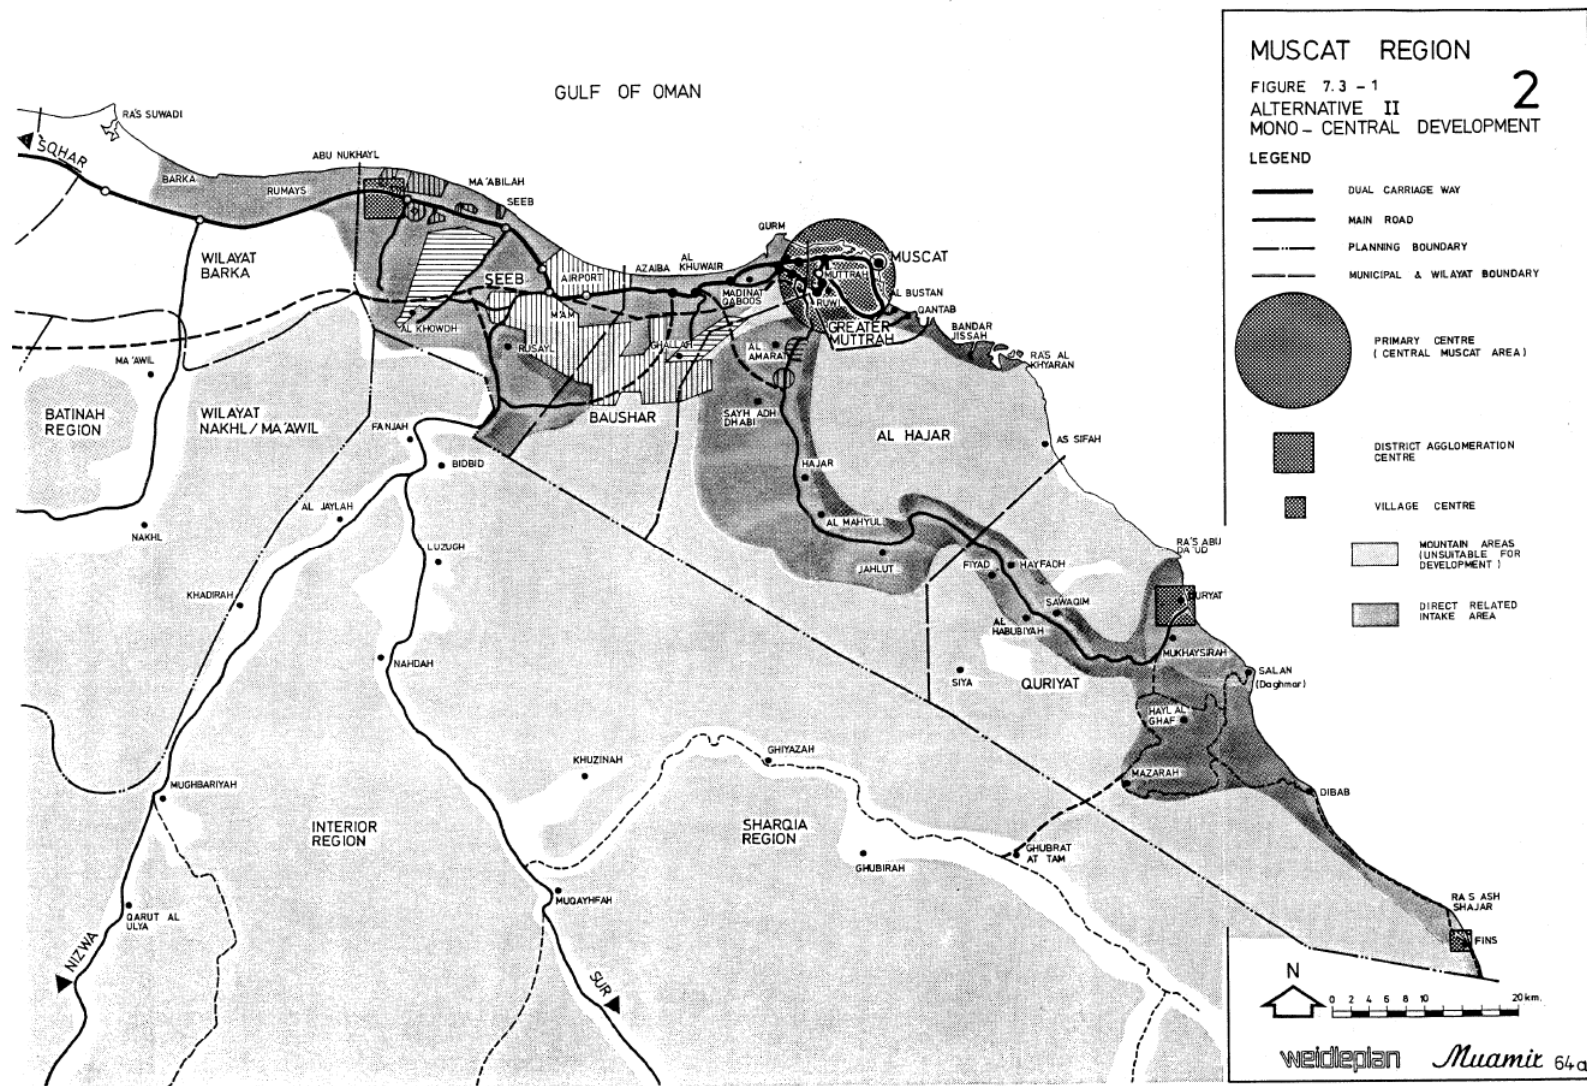 GULF OF OMAN
RA'S SUWADI
SQHAR
ABU NUKHAYL
BARKA
RUMAYS
MA'ABILAH
SEEB
WILAYAT
BARKA
SEEB
AIRPORT
AZAIBA
AL
KHUWAIR
QURM
MUSCAT
MUTTRAH
MADINAT
QABOOS
RUWI
AL BUSTAN
QANTAB
GREATER
MUTTRAH
BANDAR
JISSAH
RA'S AL
KHYARAN
M'AM
AL KHOWDH
RUSAYL
GHALLAH
AL
AMARAT
MA'AWIL
BATINAH
REGION
WILAYAT
NAKHL/MA'AWIL
FANJAH
BAUSHAR
SAYH ADH
DHABI
AL HAJAR
AS SIFAH
BIDBID
HAJAR
AL JAYLAH
AL MAHYUL
NAKHL
LUZUGH
JAHLUT
FIYAD
HAYFADH
RA'S ABU
DA'UD
KHADIRAH
SAWAQIM
AL
HABUBIYAH
QURYAT
MUKHAYSIRAH
NAHDAH
SIYA
QURIYAT
SALAN
(Daghmar)
HAYL AL
GHAF
GHIYAZAH
KHUZINAH
MAZARAH
DIBAB
MUGHBARIYAH
INTERIOR
REGION
SHARQIA
REGION
GHUBRAT
AT TAM
GHUBIRAH
MUQAYHFAH
QARUT AL
ULYA
NIZWA
SUR
RA'S ASH
SHAJAR
FINS
MUSCAT REGION
FIGURE 7.3 - 1
2
ALTERNATIVE II
MONO - CENTRAL DEVELOPMENT
LEGEND
DUAL CARRIAGE WAY
MAIN ROAD
PLANNING BOUNDARY
MUNICIPAL & WILAYAT BOUNDARY
PRIMARY CENTRE
(CENTRAL MUSCAT AREA)
DISTRICT AGGLOMERATION
CENTRE
VILLAGE CENTRE
MOUNTAIN AREAS
(UNSUITABLE FOR
DEVELOPMENT)
DIRECT RELATED
INTAKE AREA
N
0 2 4 6 8 10 20 km.
weidleplan Muamir 64a